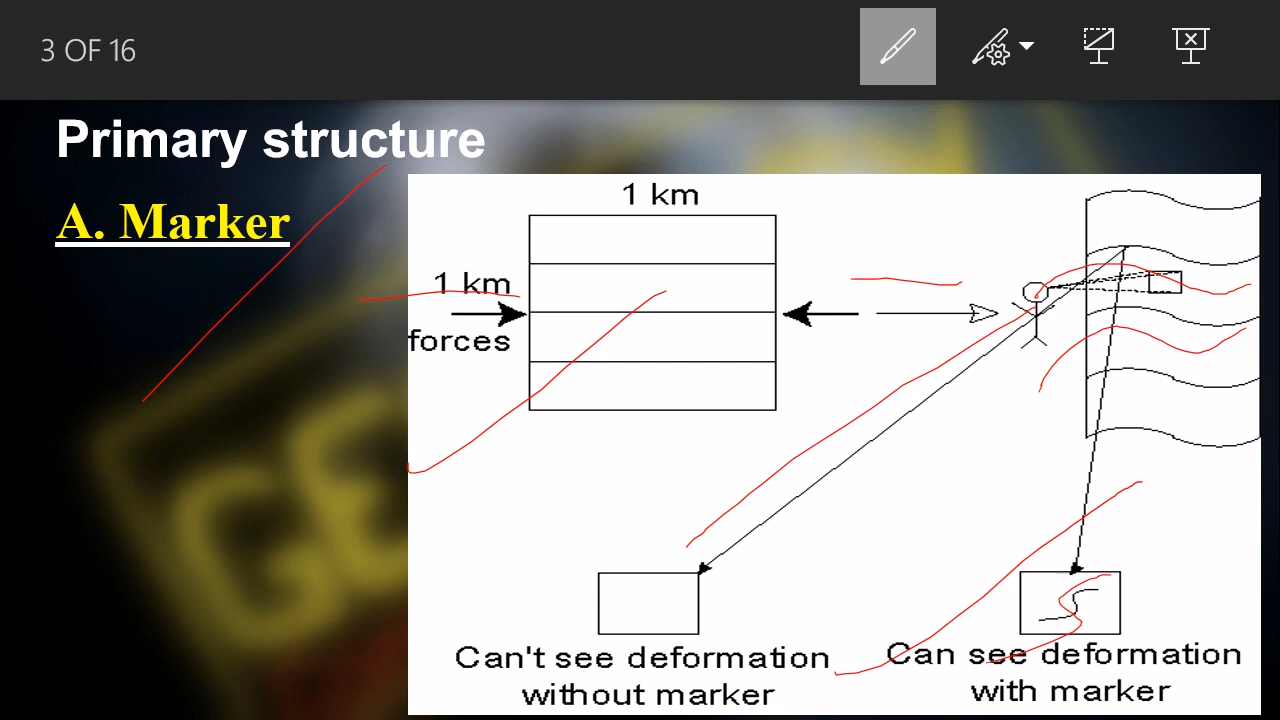 3 OF 16
Primary structure
A. Marker
1 km
1 km
forces
Can't see deformation
without marker
Can see deformation
with marker